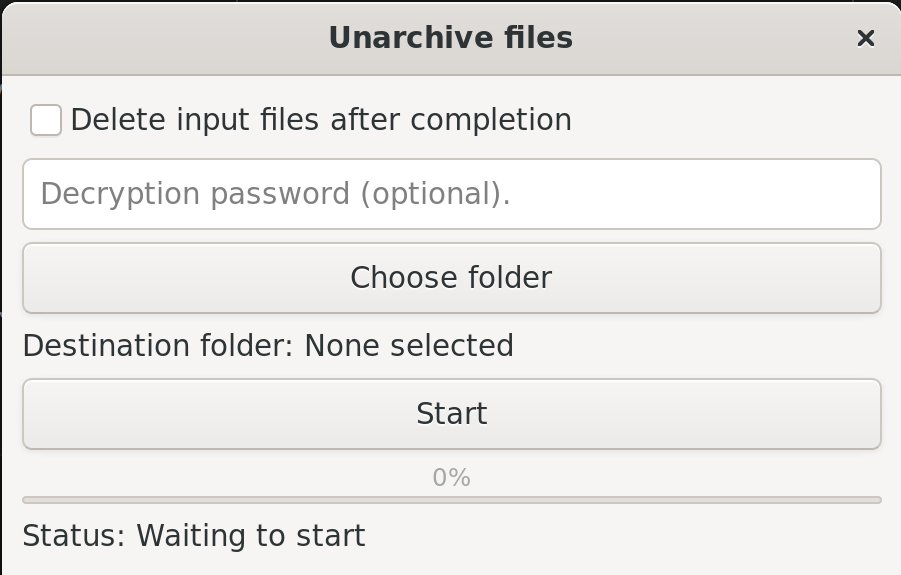 Unarchive files
Delete input files after completion
Decryption password (optional).
Choose folder
Destination folder: None selected
Start
0%
Status: Waiting to start